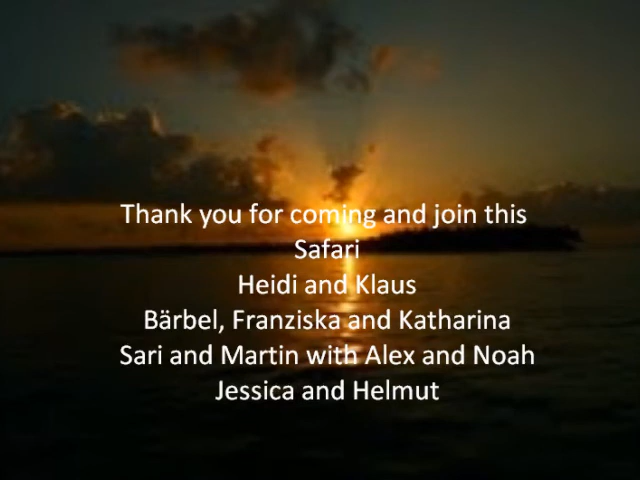 Thank you for coming and join this
Safari
Heidi and Klaus
Bärbel, Franziska and Katharina
Sari and Martin with Alex and Noah
Jessica and Helmut